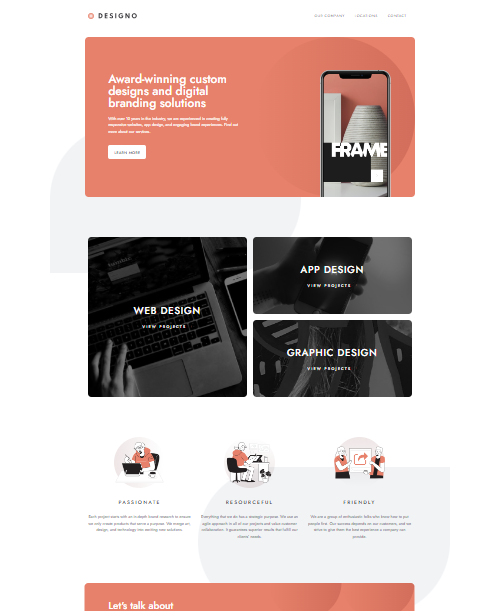 DESIGNO
OUR COMPANY LOCATIONS CONTACT
Award-winning custom
designs and digital
branding solutions
With over 10 years in the industry, we are experienced in creating fully
responsive websites, app design, and engaging brand experiences. Find out
more about our services.
LEARN MORE
FRAME
WEB DESIGN
VIEW PROJECTS
APP DESIGN
VIEW PROJECTS
GRAPHIC DESIGN
VIEW PROJECTS
PASSIONATE
Each project starts with an in-depth brand research to ensure
we only create products that serve a purpose. We merge art,
design, and technology into exciting new solutions.
RESOURCEFUL
Everything that we do has a strategic purpose. We use an
agile approach in all of our projects and value customer
collaboration. It guarantees superior results that fulfill our
clients' needs.
FRIENDLY
We are a group of enthusiastic folks who know how to put
people first. Our success depends on our customers, and we
strive to give them the best experience a company can
provide.
Let's talk about